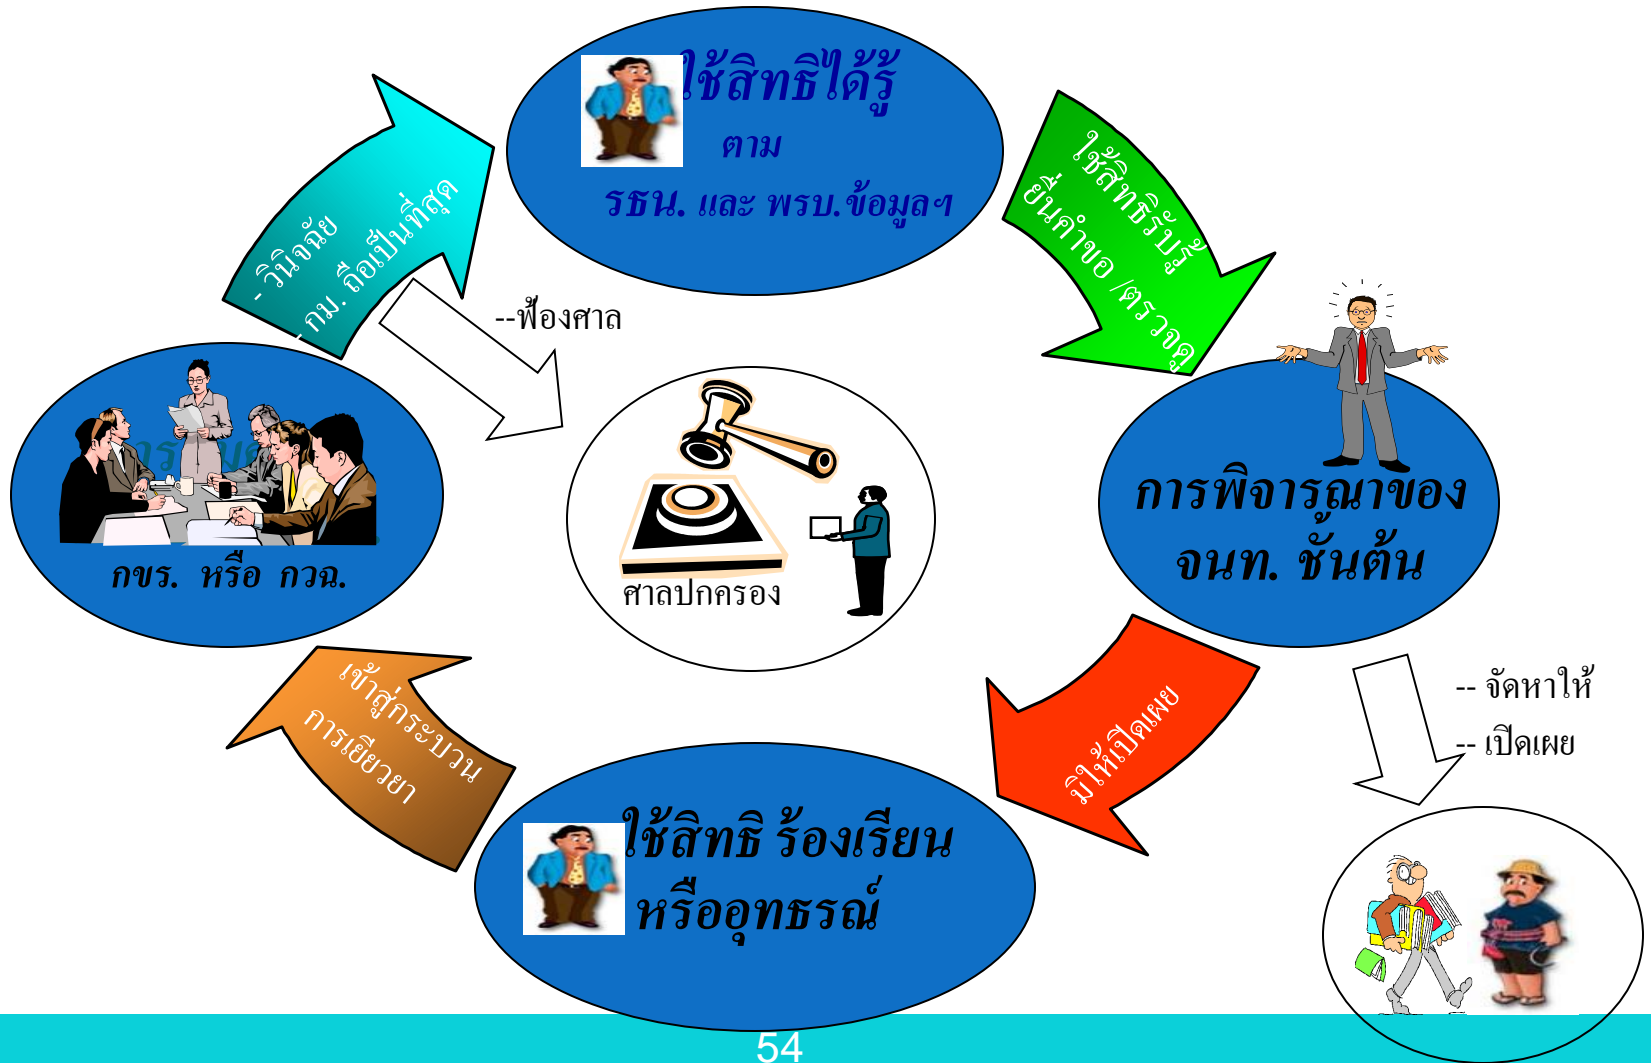 ใช้สิทธิได้รู้
ตาม
รธน. และ พรบ.ข้อมูลฯ
ใช้สิทธิรับรู้
ยื่นคำขอ /ตรวจดู
- วินิจฉัย
- กม. ถือเป็นที่สุด
--ฟ้องศาล
การพิจารณาของ
จนท. ชั้นต้น
กขร. หรือ กวฉ.
ศาลปกครอง
-- จัดหาให้
-- เปิดเผย
มิให้เปิดเผย
เข้าสู่กระบวน
การเยียวยา
ใช้สิทธิ ร้องเรียน
หรืออุทธรณ์
54